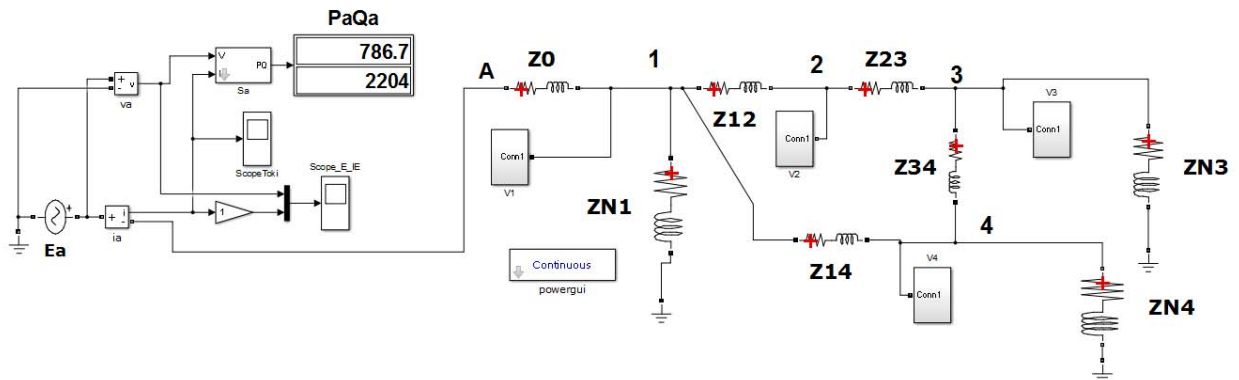 PaQa
786.7
2204
V
I
PQ
Sa
+
-
v
va
ScopeToki
Scope_E_IE
1
Ea
+
i
+
-
ia
A
Z0
1
Z12
2
Z23
3
Conn1
V1
Conn1
V2
V3
Conn1
ZN1
Z34
ZN3
Z14
4
V4
Conn1
ZN4
Continuous
powergui